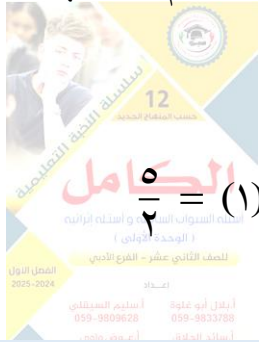 سلسلة النخبة التعليمية
12
حسب المنهاج الجديد
الكامل
(١) = ٥/٢
أسئلة السنوات السابقة و أسئلة إثرائية
( الوحدة الأولى )
للصف الثاني عشر - الفرع الأدبي
الفصل الأول
2025-2024
إعداد
أ.بلال أبو غلوة
أ.سليم السيقلي
059-9809628
059-9833788